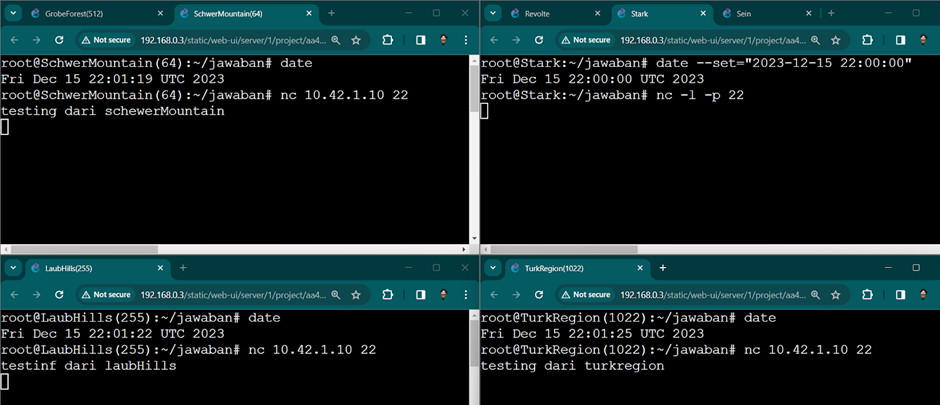 GrobeForest(512)
SchwerMountain(64)
Not secure 192.168.0.3/static/web-ui/server/1/project/aa4...
root@SchwerMountain(64):~/jawaban# date
Fri Dec 15 22:01:19 UTC 2023
root@SchwerMountain(64):~/jawaban# nc 10.42.1.10 22
testing dari schewerMountain
Revolte
Stark
Sein
Not secure 192.168.0.3/static/web-ui/server/1/project/aa4...
root@Stark:~/jawaban# date --set="2023-12-15 22:00:00"
Fri Dec 15 22:00:00 UTC 2023
root@Stark:~/jawaban# nc -l -p 22
LaubHills(255)
Not secure 192.168.0.3/static/web-ui/server/1/project/aa4...
root@LaubHills(255):~/jawaban# date
Fri Dec 15 22:01:22 UTC 2023
root@LaubHills(255):~/jawaban# nc 10.42.1.10 22
testinf dari laubHills
TurkRegion(1022)
Not secure 192.168.0.3/static/web-ui/server/1/project/aa4...
root@TurkRegion(1022):~/jawaban# date
Fri Dec 15 22:01:25 UTC 2023
root@TurkRegion(1022):~/jawaban# nc 10.42.1.10 22
testing dari turkregion